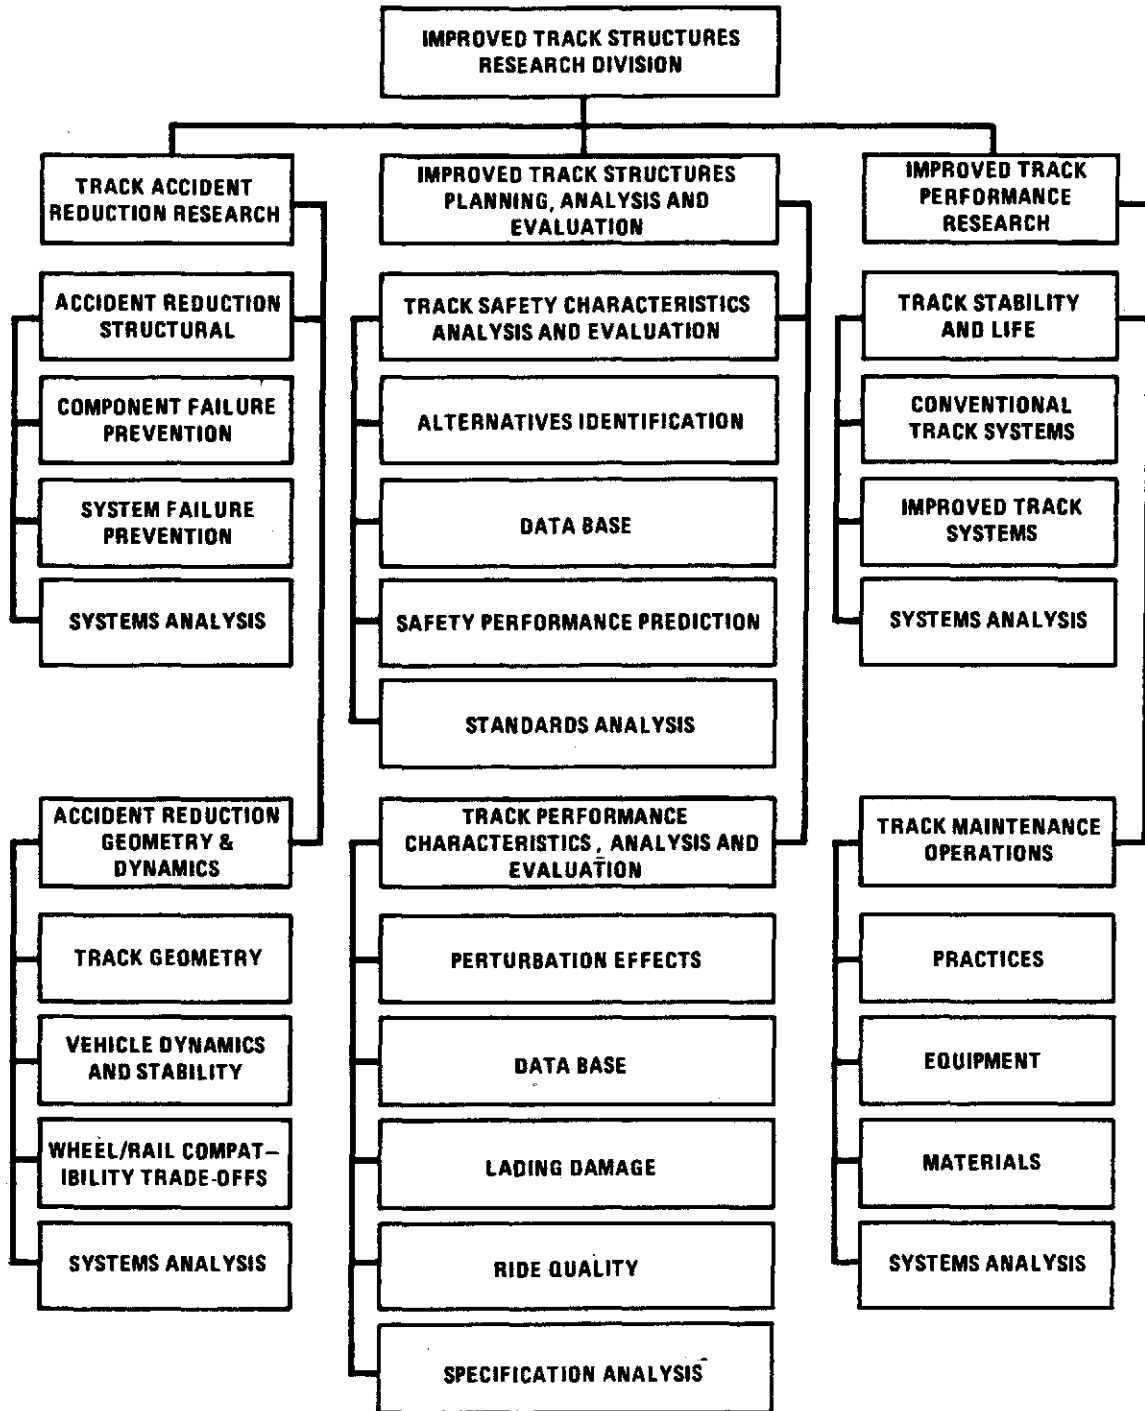 IMPROVED TRACK STRUCTURES
RESEARCH DIVISION
TRACK ACCIDENT
REDUCTION RESEARCH
ACCIDENT REDUCTION
STRUCTURAL
COMPONENT FAILURE
PREVENTION
SYSTEM FAILURE
PREVENTION
SYSTEMS ANALYSIS
ACCIDENT REDUCTION
GEOMETRY &
DYNAMICS
TRACK GEOMETRY
VEHICLE DYNAMICS
AND STABILITY
WHEEL/RAIL COMPAT–
IBILITY TRADE-OFFS
SYSTEMS ANALYSIS
IMPROVED TRACK STRUCTURES
PLANNING, ANALYSIS AND
EVALUATION
TRACK SAFETY CHARACTERISTICS
ANALYSIS AND EVALUATION
ALTERNATIVES IDENTIFICATION
DATA BASE
SAFETY PERFORMANCE PREDICTION
STANDARDS ANALYSIS
TRACK PERFORMANCE
CHARACTERISTICS, ANALYSIS AND
EVALUATION
PERTURBATION EFFECTS
DATA BASE
LADING DAMAGE
RIDE QUALITY
SPECIFICATION ANALYSIS
IMPROVED TRACK
PERFORMANCE
RESEARCH
TRACK STABILITY
AND LIFE
CONVENTIONAL
TRACK SYSTEMS
IMPROVED TRACK
SYSTEMS
SYSTEMS ANALYSIS
TRACK MAINTENANCE
OPERATIONS
PRACTICES
EQUIPMENT
MATERIALS
SYSTEMS ANALYSIS